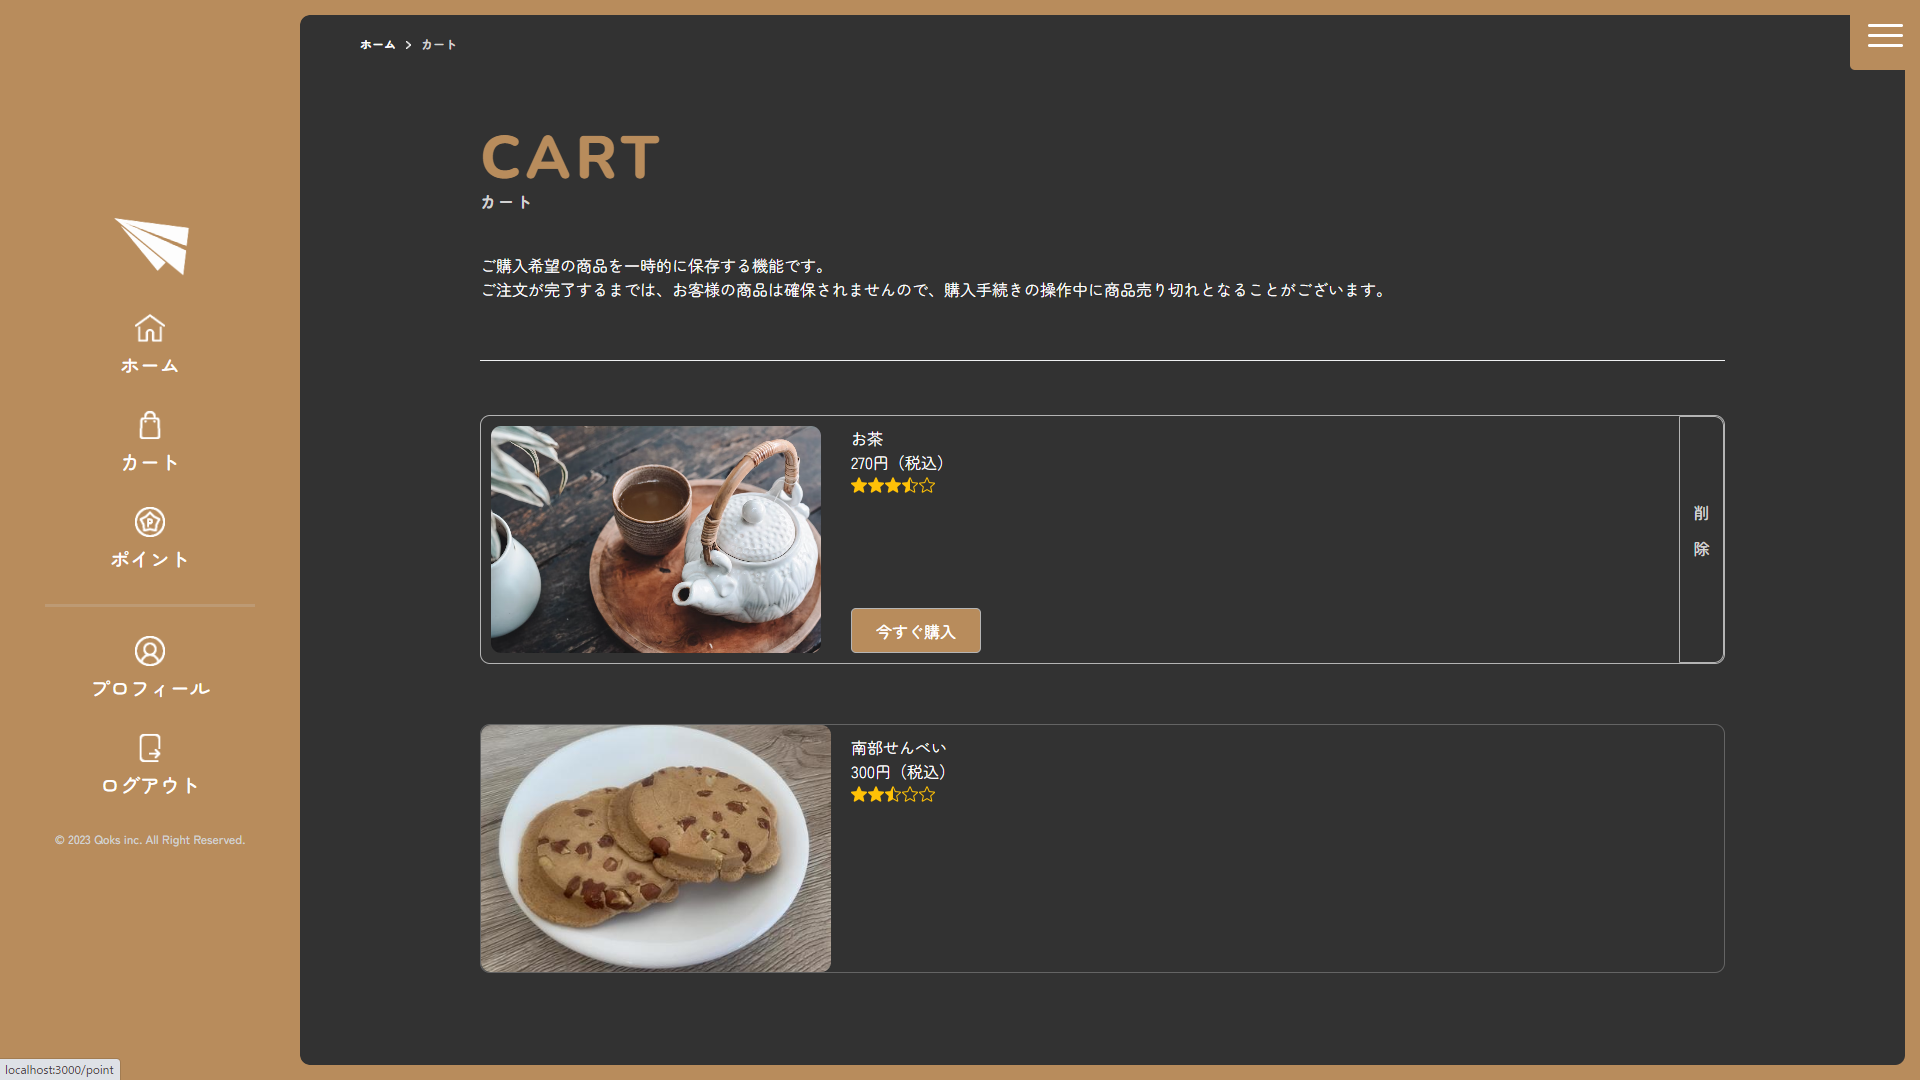 ホーム > カート
CART
カート
ご購入希望の商品を一時的に保存する機能です。
ご注文が完了するまでは、お客様の商品は確保されませんので、購入手続きの操作中に商品売り切れとなることがございます。
ホーム
カート
ポイント
プロフィール
ログアウト
© 2023 Qoks inc. All Right Reserved.
お茶
270円（税込）
今すぐ購入
削除
南部せんべい
300円（税込）
localhost:3000/point